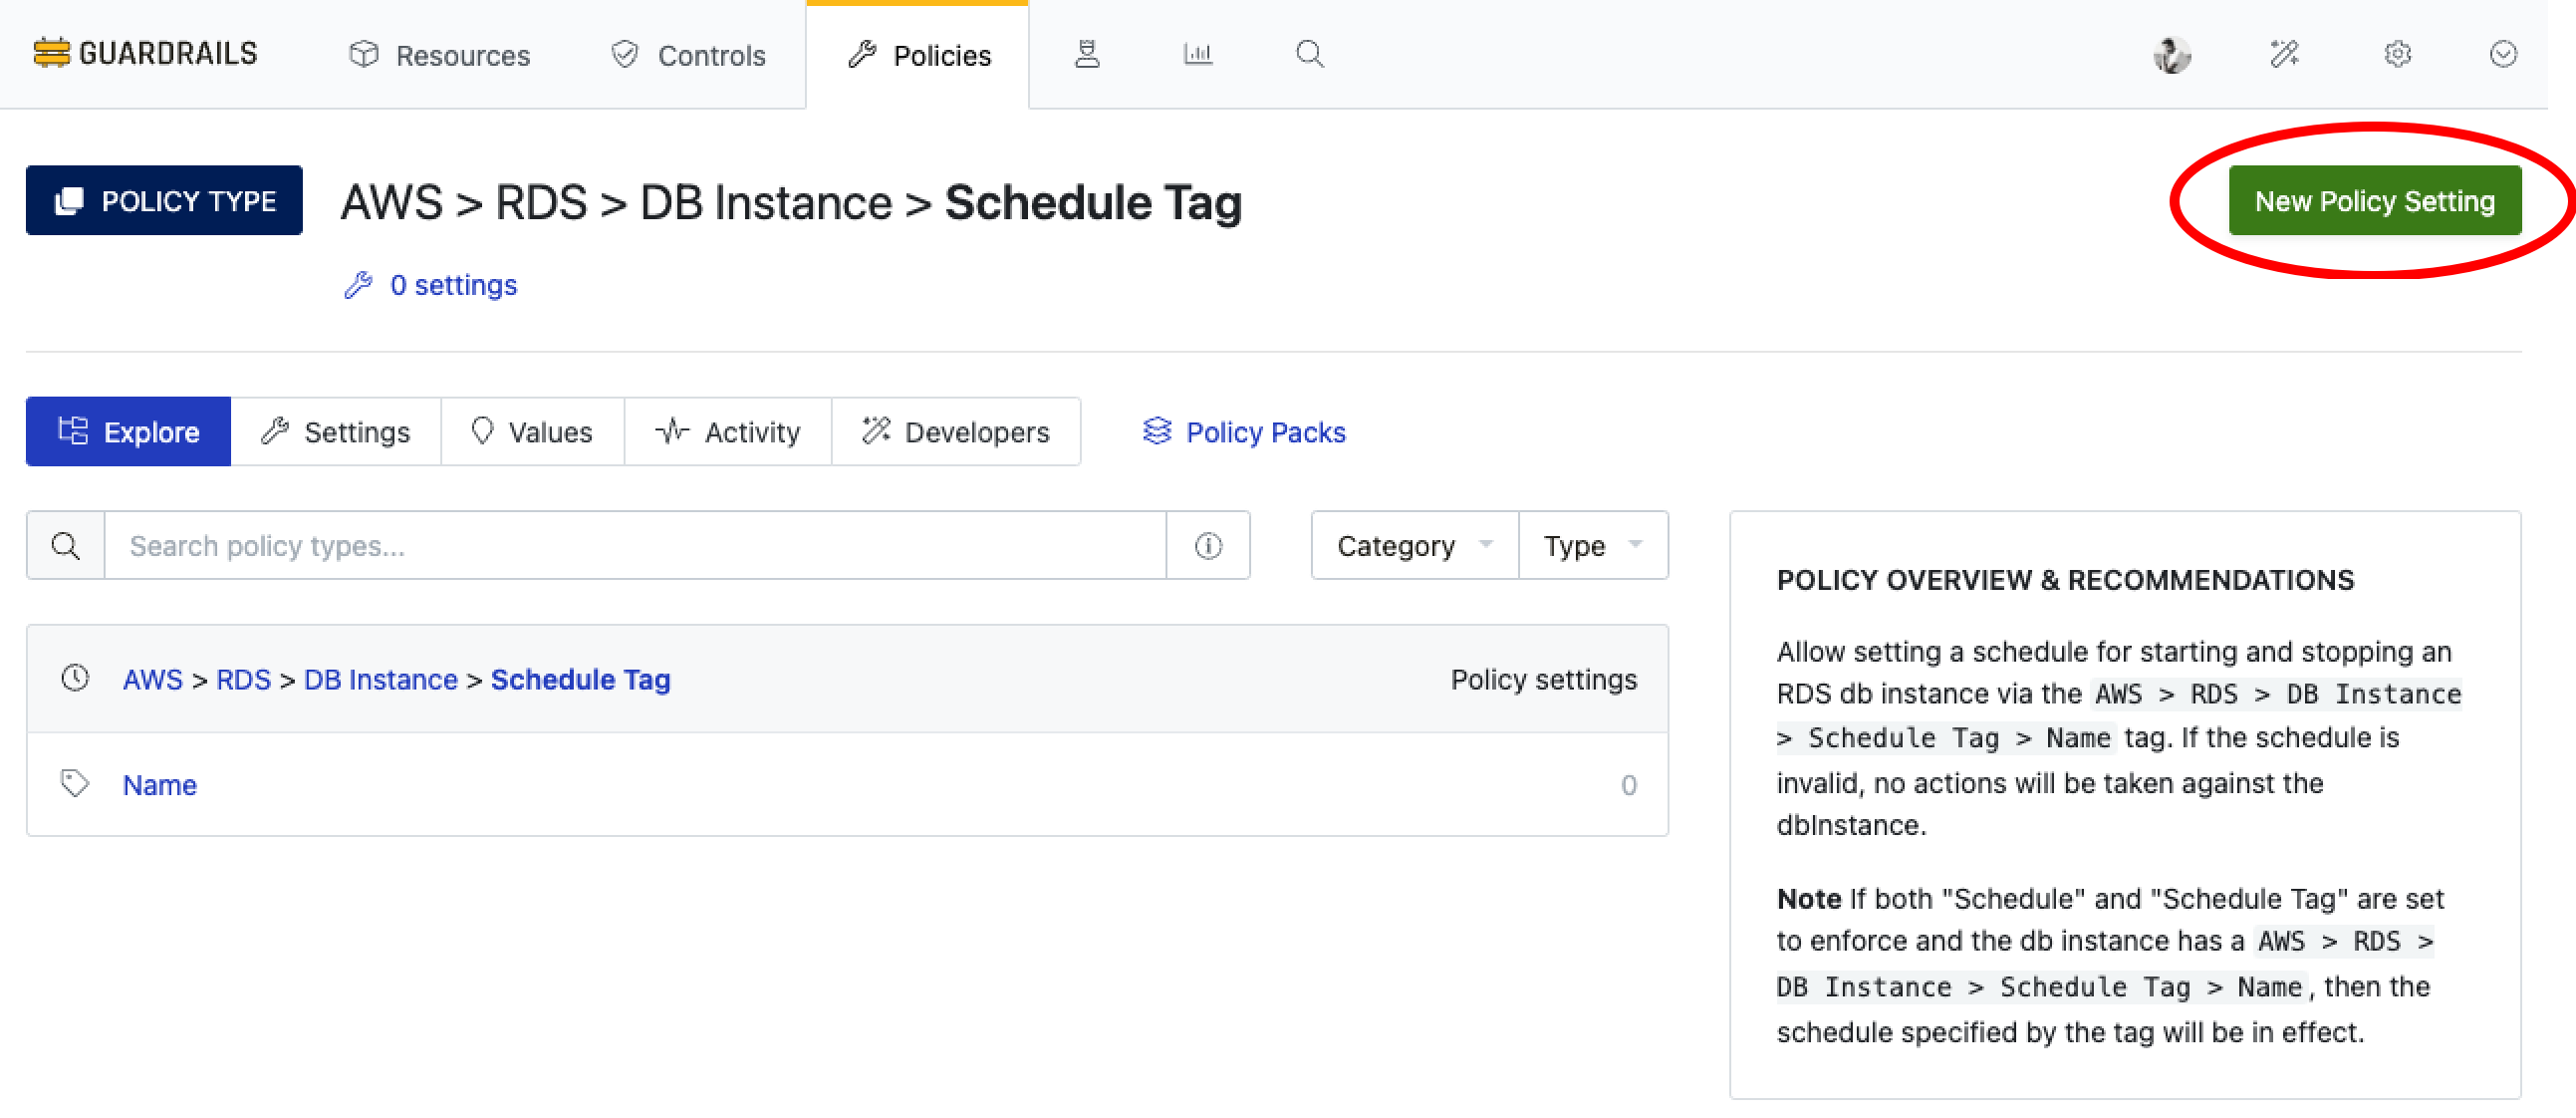 GUARDRAILS
Resources
Controls
Policies
POLICY TYPE
AWS > RDS > DB Instance > Schedule Tag
New Policy Setting
0 settings
Explore
Settings
Values
Activity
Developers
Policy Packs
Search policy types...
Category
Type
AWS > RDS > DB Instance > Schedule Tag
Policy settings
Name
0
POLICY OVERVIEW & RECOMMENDATIONS
Allow setting a schedule for starting and stopping an
RDS db instance via the AWS > RDS > DB Instance
> Schedule Tag > Name tag. If the schedule is
invalid, no actions will be taken against the
dbInstance.
Note If both "Schedule" and "Schedule Tag" are set
to enforce and the db instance has a AWS > RDS >
DB Instance > Schedule Tag > Name, then the
schedule specified by the tag will be in effect.